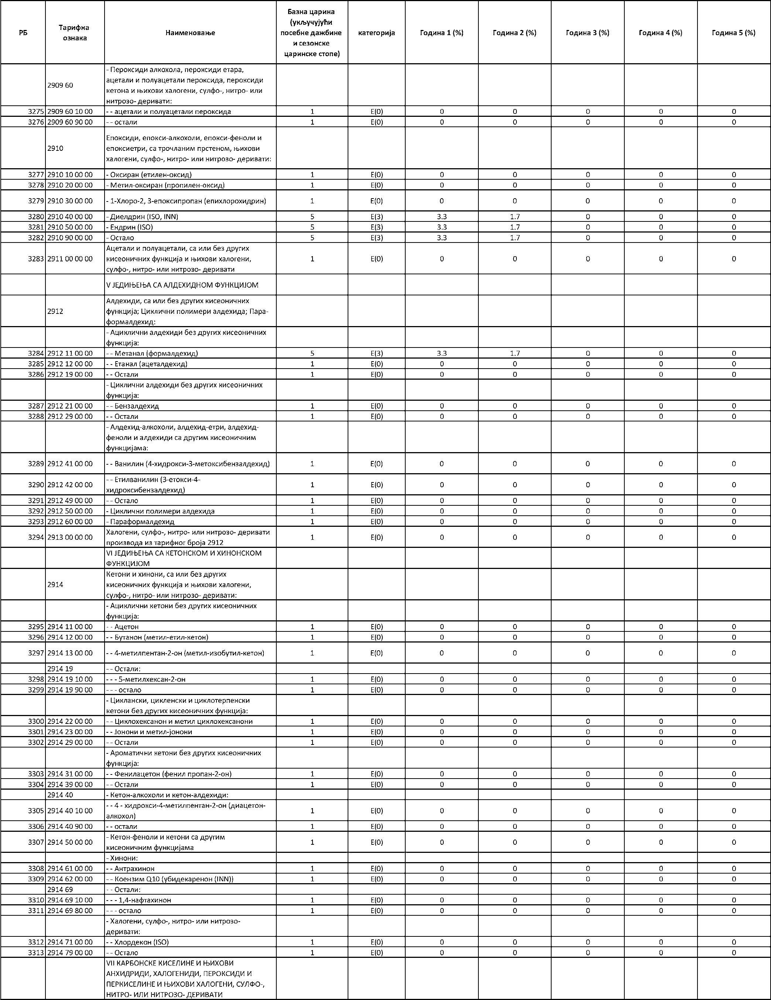 РБ Тарифна ознака Наименовање Базна царина (укључујући посебне дажбине и сезонске царинске стопе) категорија Година 1 (%) Година 2 (%) Година 3 (%) Година 4 (%) Година 5 (%)
2909 60 - Пероксиди алкохола, пероксиди етара,
ацетали и полуацетали пероксида, пероксиди
кетона и њихови халогени, сулфо-, нитро- или
нитрозо- деривати:
3275 2909 60 10 00 - - ацетали и полуацетали пероксида 1 E(0) 0 0 0 0 0
3276 2909 60 90 00 - - остали 1 E(0) 0 0 0 0 0
2910 Епоксиди, епокси-алкохоли, епокси-феноли и
епоксиетри, са трочланим прстеном, њихови
халогени, сулфо-, нитро- или нитрозо- деривати:
3277 2910 10 00 00 - Оксиран (етилен-оксид) 1 E(0) 0 0 0 0 0
3278 2910 20 00 00 - Метил-оксиран (пропилен-оксид) 1 E(0) 0 0 0 0 0
3279 2910 30 00 00 - 1-Хлоро-2, 3-епоксипропан (епихлорохидрин) 1 E(0) 0 0 0 0 0
3280 2910 40 00 00 - Диелдрин (ISO, INN) 5 E(3) 3.3 1.7 0 0 0
3281 2910 50 00 00 - Ендрин (ISO) 5 E(3) 3.3 1.7 0 0 0
3282 2910 90 00 00 - Остало 5 E(3) 3.3 1.7 0 0 0
3283 2911 00 00 00 Ацетали и полуацетали, са или без других
кисеоничних функција и њихови халогени,
сулфо-, нитро- или нитрозо- деривати 1 E(0) 0 0 0 0 0
V ЈЕДИЊЕЊА СА АЛДЕХИДНОМ ФУНКЦИЈОМ
2912 Алдехиди, са или без других кисеоничних
функција; Циклични полимери алдехида; Пара-
формалдехид:
- Ациклични алдехиди без других кисеоничних
функција:
3284 2912 11 00 00 - - Метанал (формалдехид) 5 E(3) 3.3 1.7 0 0 0
3285 2912 12 00 00 - - Етанал (ацеталдехид) 1 E(0) 0 0 0 0 0
3286 2912 19 00 00 - - Остали 1 E(0) 0 0 0 0 0
- Циклични алдехиди без других кисеоничних
функција:
3287 2912 21 00 00 - - Бензалдехид 1 E(0) 0 0 0 0 0
3288 2912 29 00 00 - - Остали 1 E(0) 0 0 0 0 0
- Алдехид-алкохоли, алдехид-етри, алдехид-
феноли и алдехиди са другим кисеоничним
функцијама:
3289 2912 41 00 00 - - Ванилин (4-хидрокси-3-метоксибензалдехид) 1 E(0) 0 0 0 0 0
3290 2912 42 00 00 - - Етилванилин (3-етокси-4-
хидроксибензалдехид) 1 E(0) 0 0 0 0 0
3291 2912 49 00 00 - - Остало 1 E(0) 0 0 0 0 0
3292 2912 50 00 00 - Циклични полимери алдехида 1 E(0) 0 0 0 0 0
3293 2912 60 00 00 - Параформалдехид 1 E(0) 0 0 0 0 0
3294 2913 00 00 00 Халогени, сулфо-, нитро- или нитрозо- деривати
производа из тарифног броја 2912 1 E(0) 0 0 0 0 0
VI ЈЕДИЊЕЊА СА КЕТОНСКОМ И ХИНОНСКОМ
ФУНКЦИЈОМ
2914 Кетони и хинони, са или без других
кисеоничних функција и њихови халогени,
сулфо-, нитро- или нитрозо- деривати:
- Ациклични кетони без других кисеоничних
функција:
3295 2914 11 00 00 - - Ацетон 1 E(0) 0 0 0 0 0
3296 2914 12 00 00 - - Бутанон (метил-етил-кетон) 1 E(0) 0 0 0 0 0
3297 2914 13 00 00 - - 4-метилпентан-2-он (метил-изобутил-кетон) 1 E(0) 0 0 0 0 0
2914 19 - - Остали:
3298 2914 19 10 00 - - - 5-метилхексан-2-он 1 E(0) 0 0 0 0 0
3299 2914 19 90 00 - - - остало 1 E(0) 0 0 0 0 0
- Циклански, цикленски и циклотерпенски
кетони без других кисеоничних функција:
3300 2914 22 00 00 - - Циклохексанон и метил циклохексанони 1 E(0) 0 0 0 0 0
3301 2914 23 00 00 - - Јонони и метил-јонони 1 E(0) 0 0 0 0 0
3302 2914 29 00 00 - - Остали 1 E(0) 0 0 0 0 0
- Ароматични кетони без других кисеоничних
функција:
3303 2914 31 00 00 - - Фенилацетон (фенил пропан-2-он) 1 E(0) 0 0 0 0 0
3304 2914 39 00 00 - - Остали 1 E(0) 0 0 0 0 0
2914 40 - Кетон-алкохоли и кетон-алдехиди:
3305 2914 40 10 00 - - 4 - хидрокси-4-метилпентан-2-он (диацетон-
алкохол) 1 E(0) 0 0 0 0 0
3306 2914 40 90 00 - - остали 1 E(0) 0 0 0 0 0
3307 2914 50 00 00 - Кетон-феноли и кетони са другим
кисеоничним функцијама 1 E(0) 0 0 0 0 0
- Хинони:
3308 2914 61 00 00 - - Антрахинон 1 E(0) 0 0 0 0 0
3309 2914 62 00 00 - - Коензим Q10 (убидекаренон (INN)) 1 E(0) 0 0 0 0 0
2914 69 - - Остали:
3310 2914 69 10 00 - - - 1,4-нафтахинон 1 E(0) 0 0 0 0 0
3311 2914 69 80 00 - - - остало 1 E(0) 0 0 0 0 0
- Халогени, сулфо-, нитро- или нитрозо-
деривати:
3312 2914 71 00 00 - - Хлордекон (ISO) 1 E(0) 0 0 0 0 0
3313 2914 79 00 00 - - Остало 1 E(0) 0 0 0 0 0
VII КАРБОНСКЕ КИСЕЛИНЕ И ЊИХОВИ
АНХИДРИДИ, ХАЛОГЕНИДИ, ПЕРОКСИДИ И
ПЕРКИСЕЛИНЕ И ЊИХОВИ ХАЛОГЕНИ, СУЛФО-,
НИТРО- ИЛИ НИТРОЗО- ДЕРИВАТИ